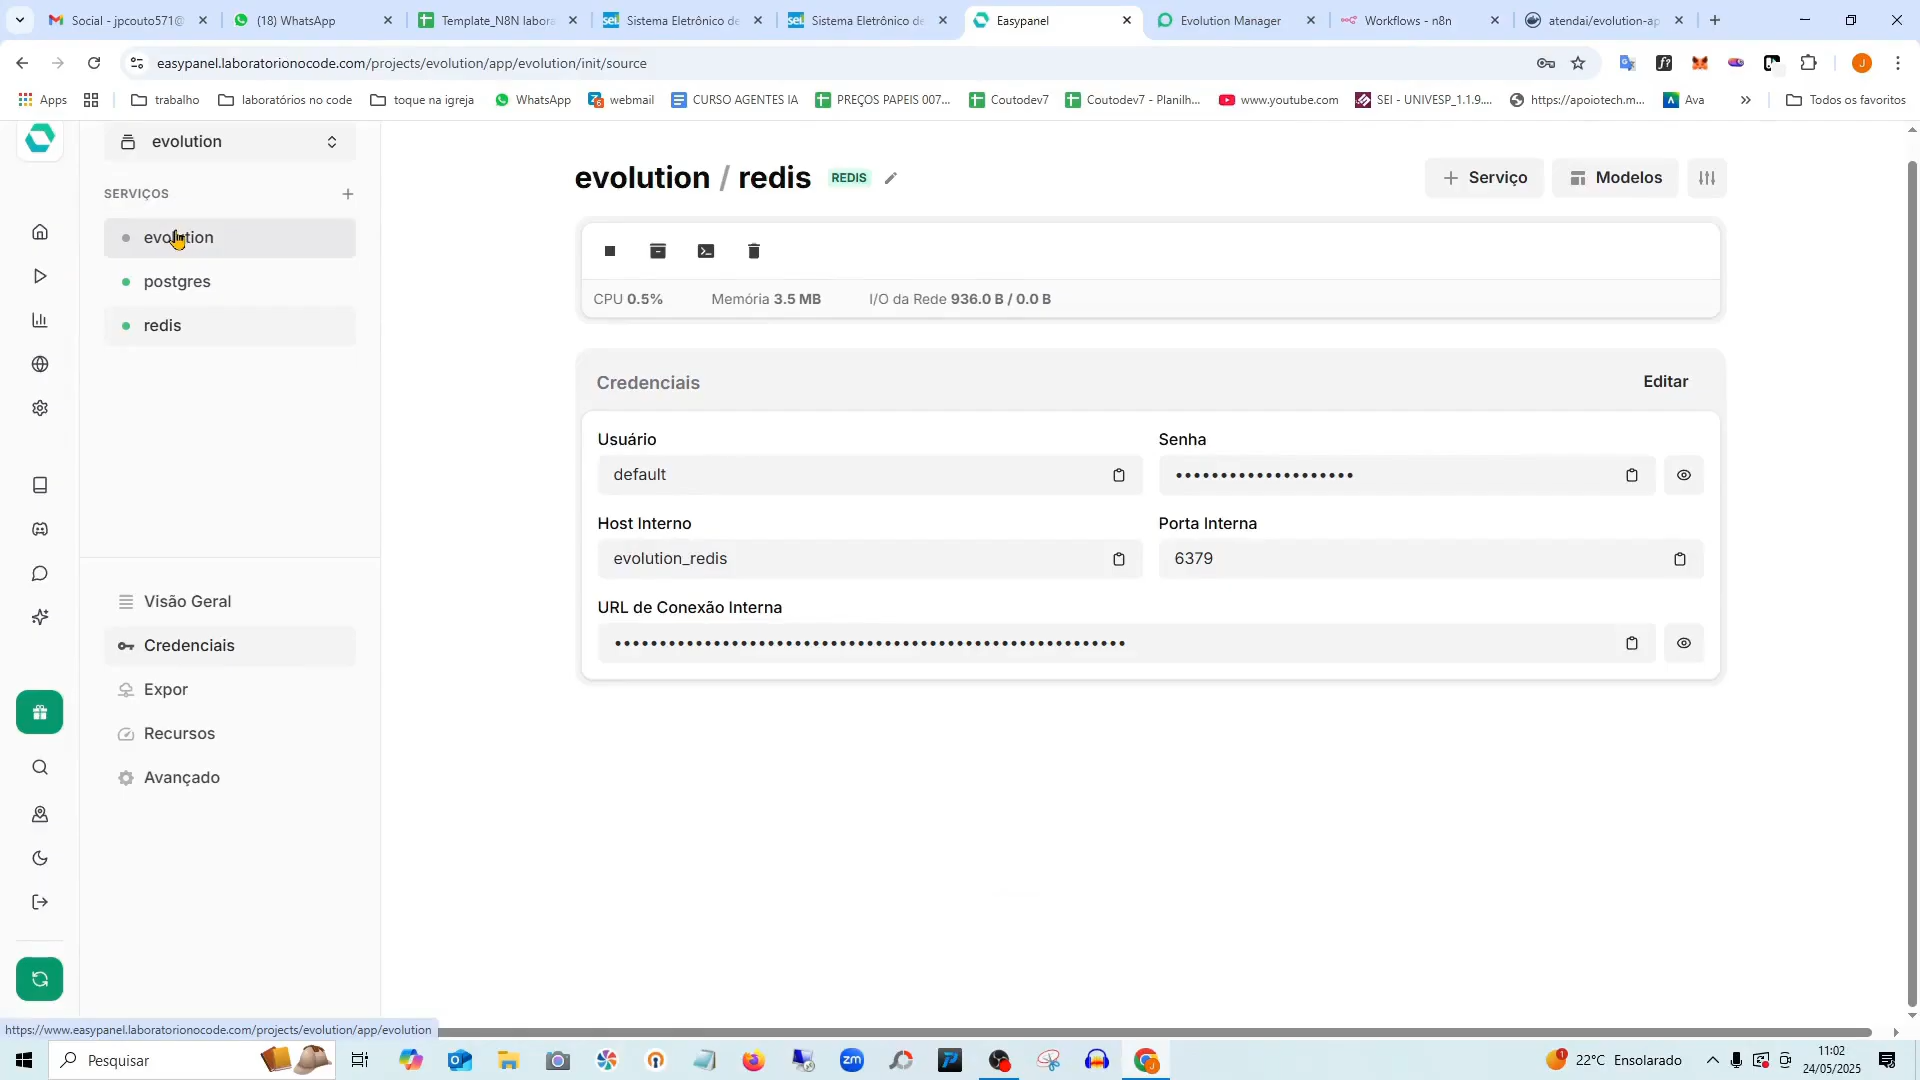 Social - jpcouto571@
(18) WhatsApp
Template_N8N labora
Sistema Eletrônico de
Sistema Eletrônico de
Easypanel
Evolution Manager
Workflows - n8n
atendai/evolution-ap
easypanel.laboratorionocode.com/projects/evolution/app/evolution/init/source
Apps
trabalho
laboratórios no code
toque na igreja
WhatsApp
webmail
CURSO AGENTES IA
PREÇOS PAPEIS 007...
Coutodev7
Coutodev7 - Planilh...
www.youtube.com
SEI - UNIVESP_1.1.9....
https://apoiotech.m...
Ava
Todos os favoritos
evolution
SERVIÇOS
evolution
postgres
redis
Visão Geral
Credenciais
Expor
Recursos
Avançado
evolution / redis REDIS
Serviço
Modelos
CPU 0.5% Memória 3.5 MB I/O da Rede 936.0 B / 0.0 B
Credenciais
Editar
Usuário
default
Senha
••••••••••••••••••••
Host Interno
evolution_redis
Porta Interna
6379
URL de Conexão Interna
•••••••••••••••••••••••••••••••••••••••••••••••••••••••••
https://www.easypanel.laboratorionocode.com/projects/evolution/app/evolution
Pesquisar
22°C Ensolarado
11:02
24/05/2025